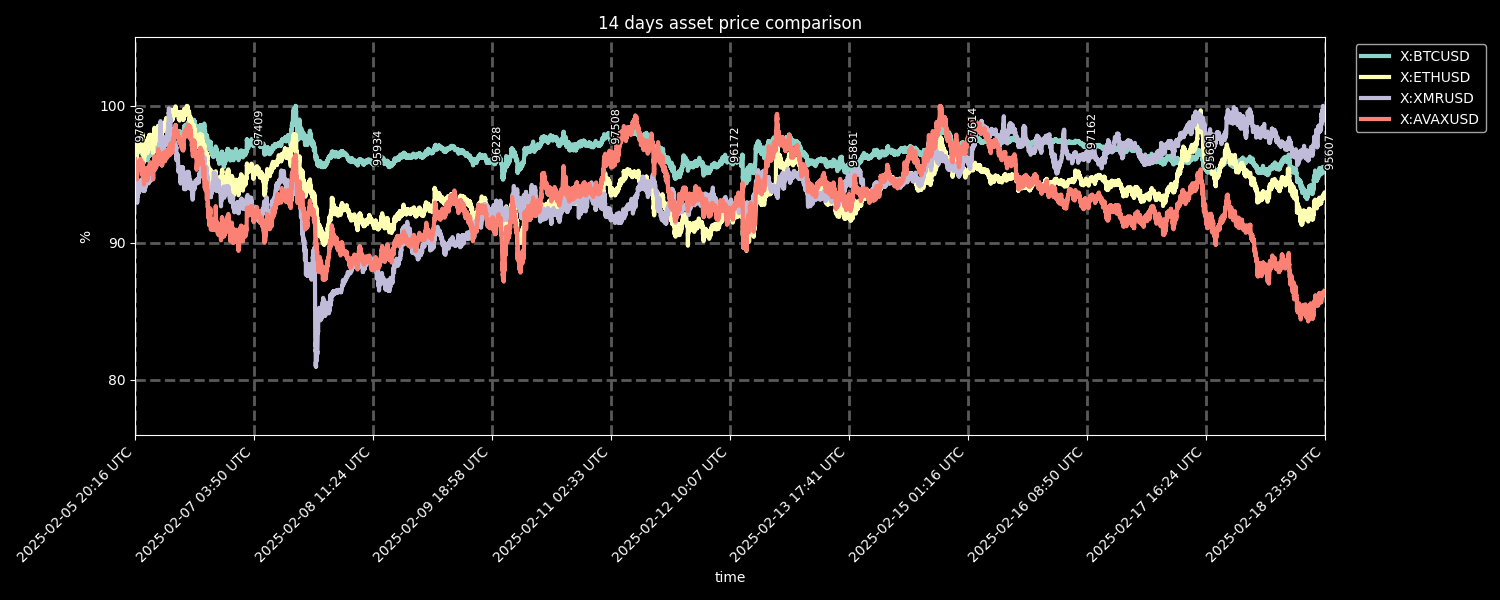 14 days asset price comparison
X:BTCUSD
X:ETHUSD
X:XMRUSD
X:AVAXUSD
100
90
80
%
97660
97409
95934
96228
97508
96172
95861
97614
97162
95691
95607
2025-02-05 20:16 UTC
2025-02-07 03:50 UTC
2025-02-08 11:24 UTC
2025-02-09 18:58 UTC
2025-02-11 02:33 UTC
2025-02-12 10:07 UTC
2025-02-13 17:41 UTC
2025-02-15 01:16 UTC
2025-02-16 08:50 UTC
2025-02-17 16:24 UTC
2025-02-18 23:59 UTC
time